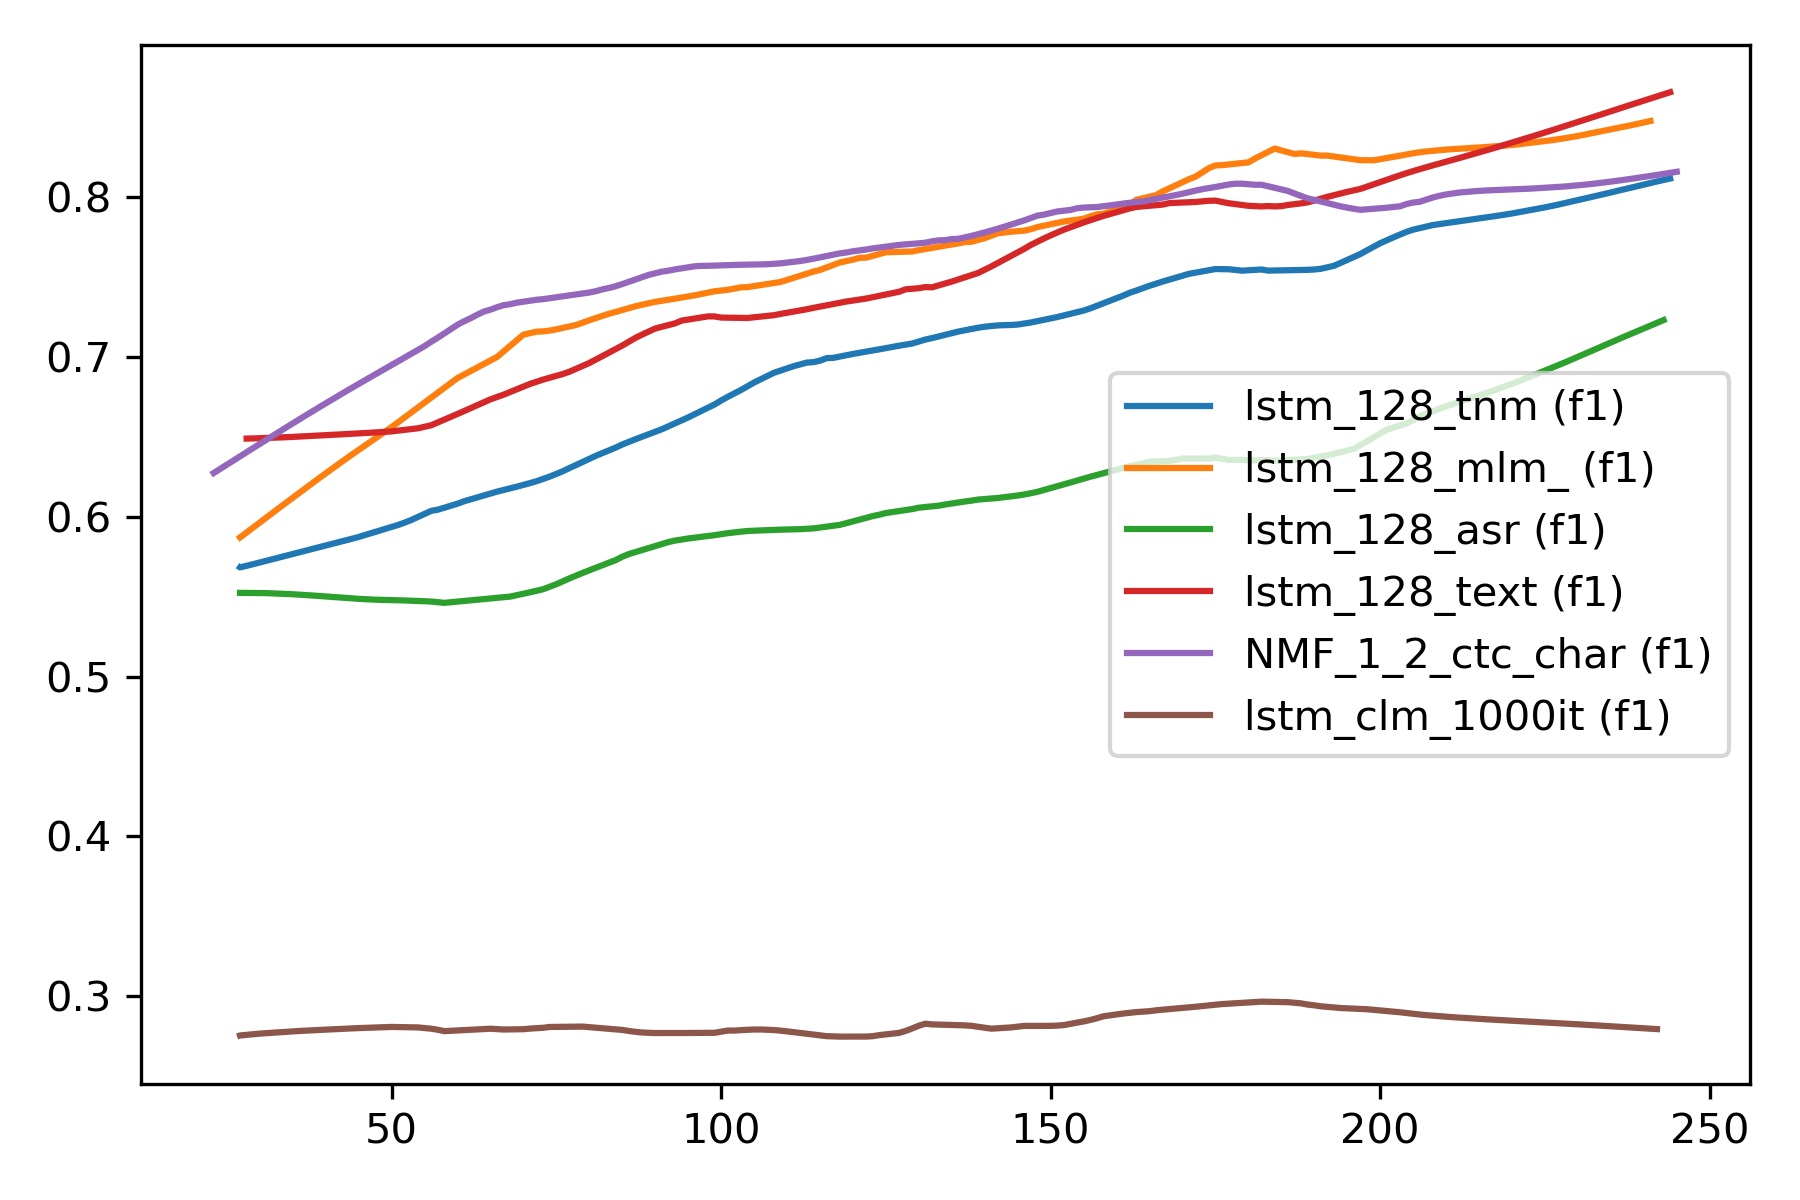 0.8
0.7
0.6
0.5
0.4
0.3
lstm_128_tnm (f1)
lstm_128_mlm_ (f1)
lstm_128_asr (f1)
lstm_128_text (f1)
NMF_1_2_ctc_char (f1)
lstm_clm_1000it (f1)
50 100 150 200 250